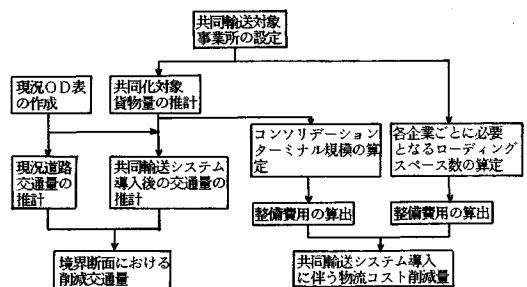 共同輸送対象
事業所の設定
現況OD表
の作成
共同化対象
貨物量の推計
コンソリデーション
ターミナル規模の算
定
各企業ごとに必要
となるローディング
スペース数の算定
現況道路
交通量の
推計
共同輸送システム
導入後の交通量の
推計
整備費用の算出
整備費用の算出
境界断面における
削減交通量
共同輸送システム導入
に伴う物流コスト削減量